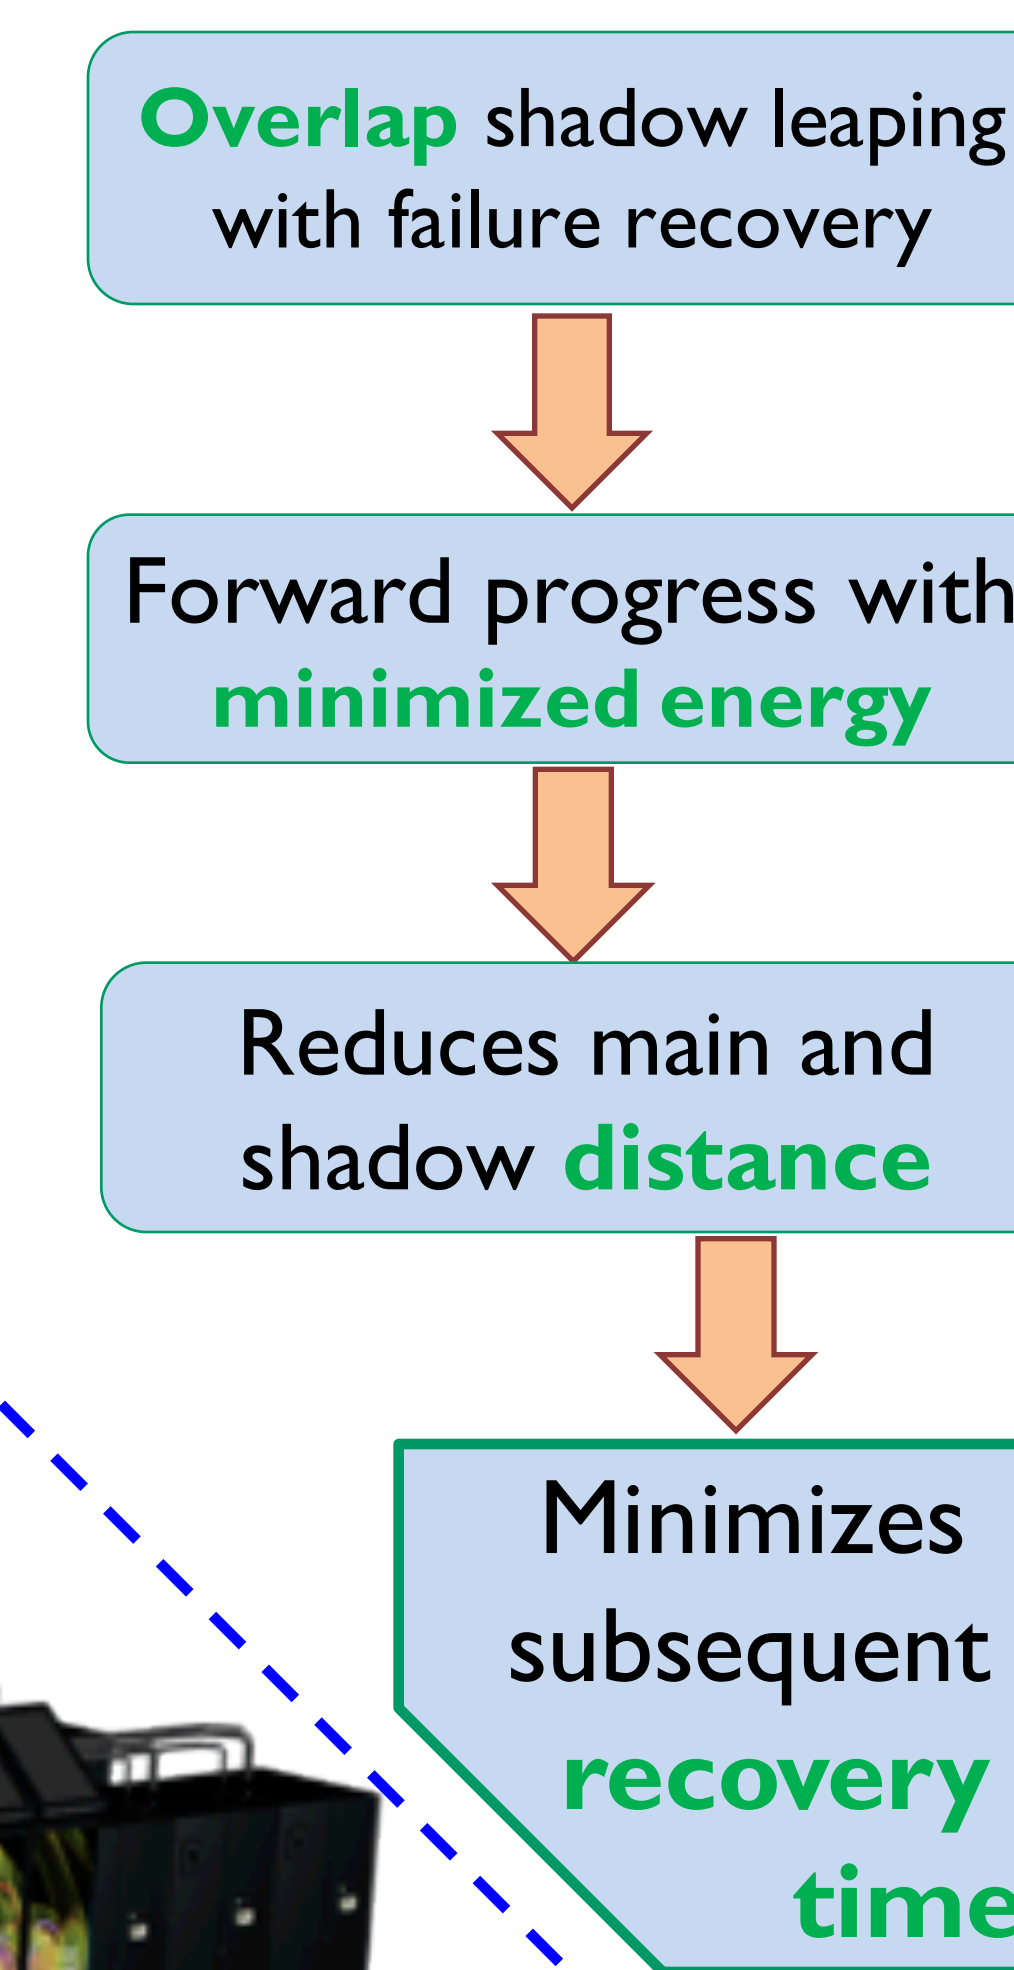 Overlap shadow leaping
with failure recovery
Forward progress with
minimized energy
Reduces main and
shadow distance
Minimizes
subsequent
recovery
time